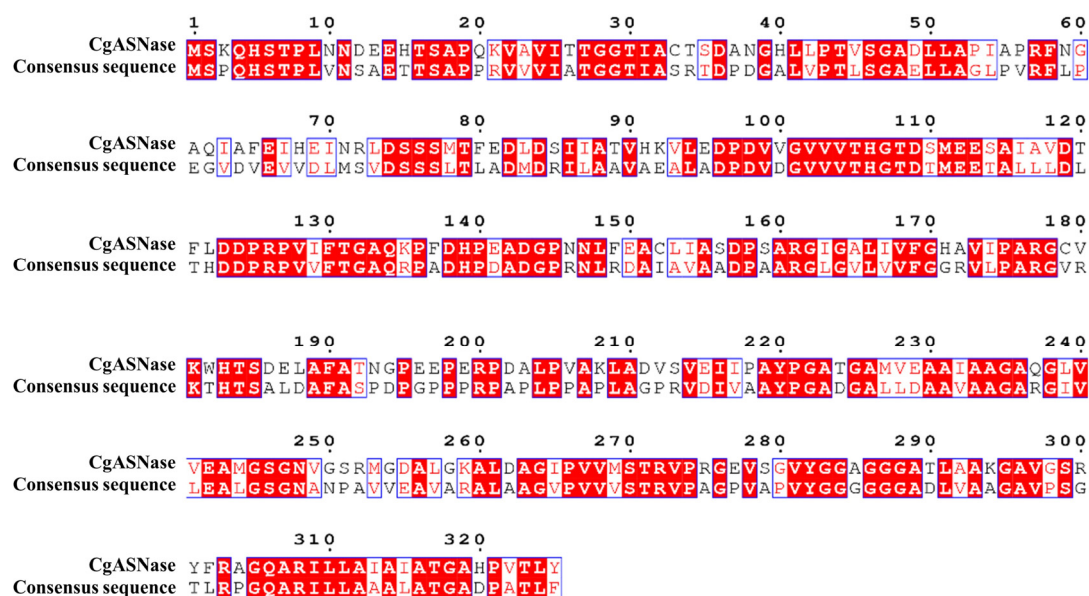 1 10 20 30 40 50 60
CgASNase MSKQHSTPLNNDEEHTSAPQKVAVITTGGTIACTSDANGHLLPTVSGADLLAPIAPRFNG
Consensus sequence MSPQHSTPLVNSAETTSAPPRVVVIATGGTIASRTDPDGALVPTLSGAELLAGLPVRFLP
70 80 90 100 110 120
CgASNase AQIAFEIHEINRLDSSSMTFEDLDSIIATVHKVLEDPDVVGVVVTHGTDSMEESAIAVDT
Consensus sequence EGVDVEVVDLMSVDSSSLTLADMDRILAAVAEALADPDVDGVVVTHGTDTMEETALLLDL
130 140 150 160 170 180
CgASNase FLDDPRPVIFTGAQKPFDHPEADGPNNLFEACLIASDPSARGIGALIVFGHAVIPARGCV
Consensus sequence THDDPRPVVFTGAQRPADHPDADGPRNLRDAIAVAADPAARGLGVLVVFGGRVLPARGVR
190 200 210 220 230 240
CgASNase KWHTSDELAFATNGPEEPERPDALPVAKLADVSVEIIPAYPGATGAMVEAAIAAGAQGLV
Consensus sequence KTHTSALDAFASPDPGPPPRPAPLPPAPLAGPRVDIVAAYPGADGALLDAAVAAGARGIV
250 260 270 280 290 300
CgASNase VEAMGSGNVGSRMGDALGKALDAGIPVVMSTRVPRGEVSGVYGGAGGGATLAAKGAVGSR
Consensus sequence LEALGSGNANPAVVEAVARALAAGVPVVVSTRVPAGPVAPVYGGGGGGADLVAAGAVPSG
310 320
CgASNase YFRAGQARILLAIAIATGAHPVTLY
Consensus sequence TLRPGQARILLAAALATGADPATLF